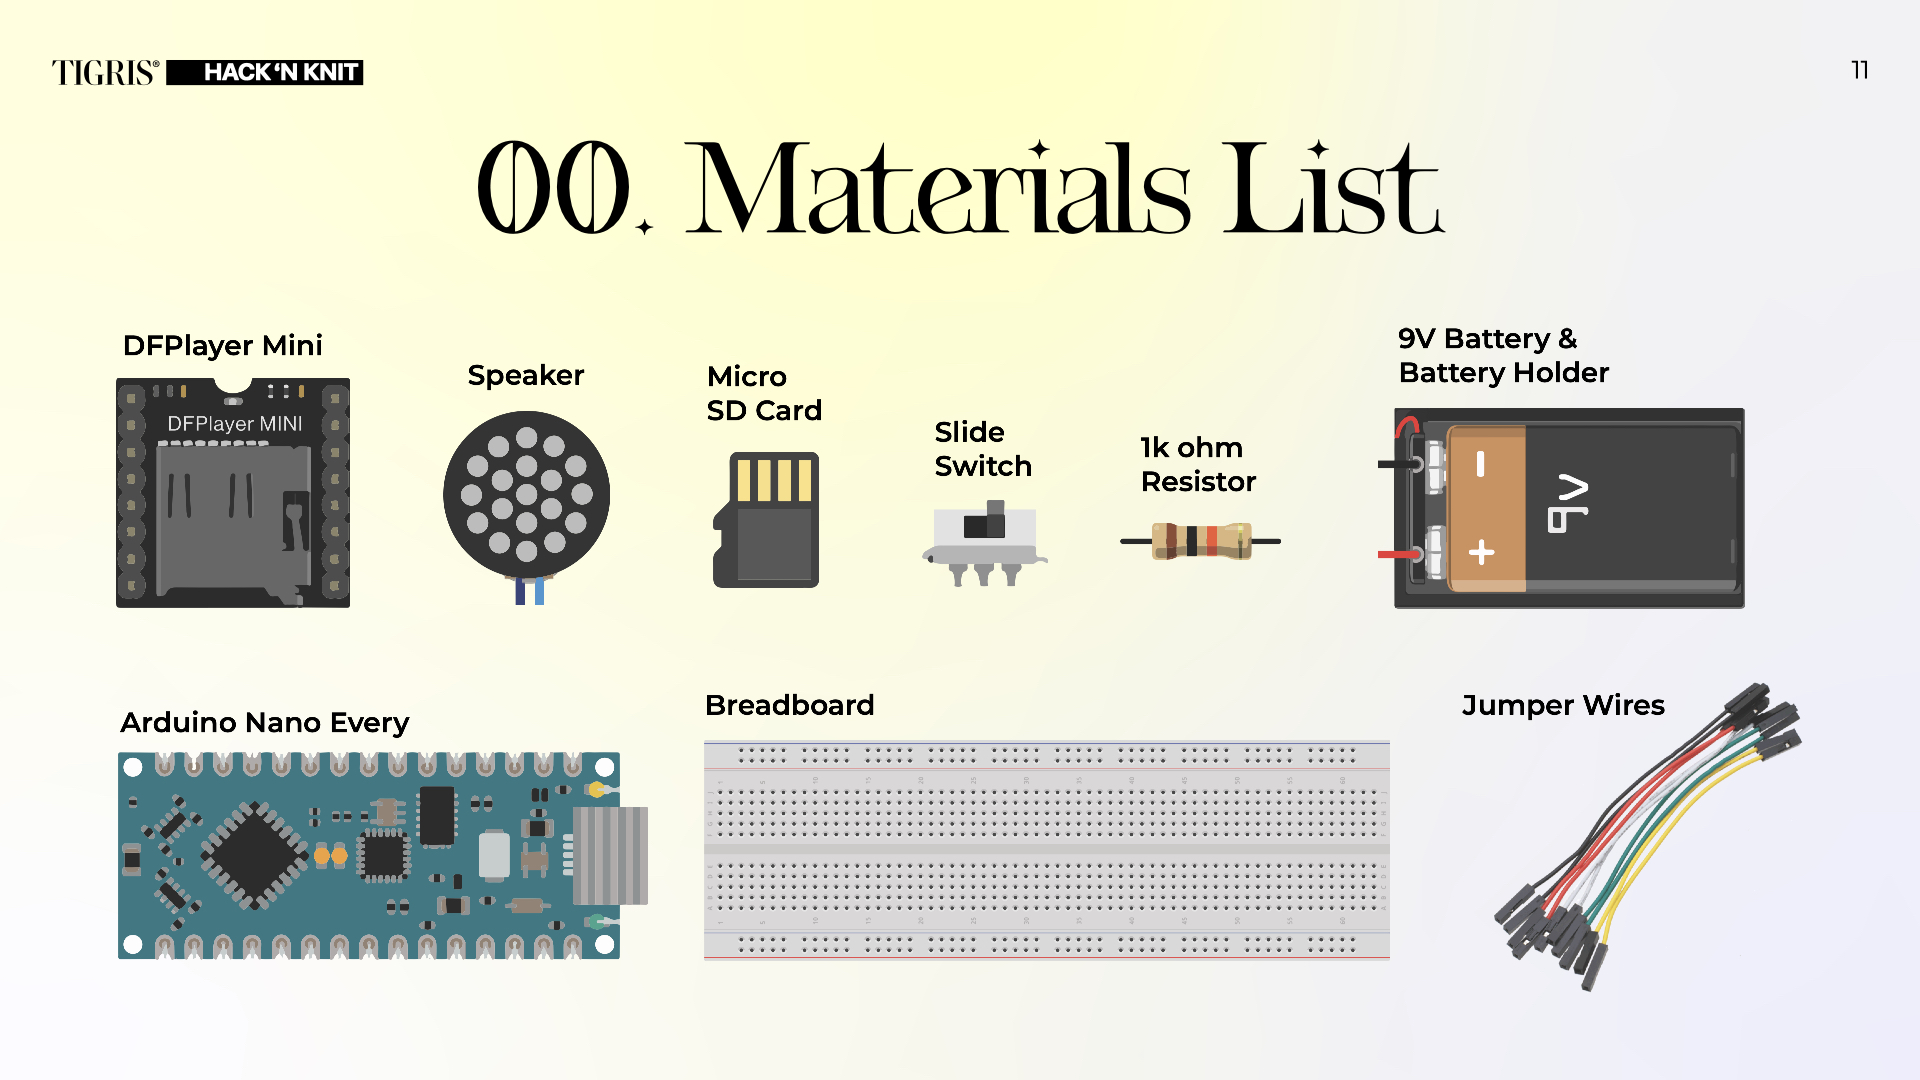 TIGRIS® HACK ‘N KNIT
11
00. Materials List
DFPlayer Mini
DFPlayer MINI
Speaker
Micro
SD Card
Slide
Switch
1k ohm
Resistor
9V Battery &
Battery Holder
9V
Arduino Nano Every
Breadboard
Jumper Wires